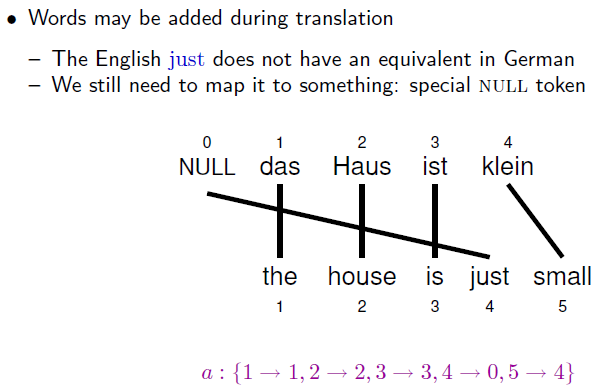 • Words may be added during translation
– The English just does not have an equivalent in German
– We still need to map it to something: special NULL token
0 1 2 3 4
NULL das Haus ist klein
the house is just small
1 2 3 4 5
a : {1 → 1, 2 → 2, 3 → 3, 4 → 0, 5 → 4}